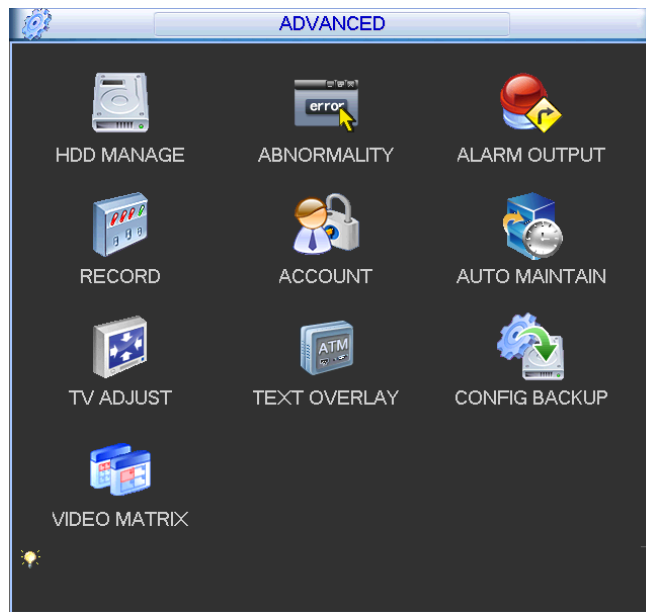 ADVANCED
error
HDD MANAGE
ABNORMALITY
ALARM OUTPUT
RECORD
ACCOUNT
AUTO MAINTAIN
ATM
TV ADJUST
TEXT OVERLAY
CONFIG BACKUP
VIDEO MATRIX